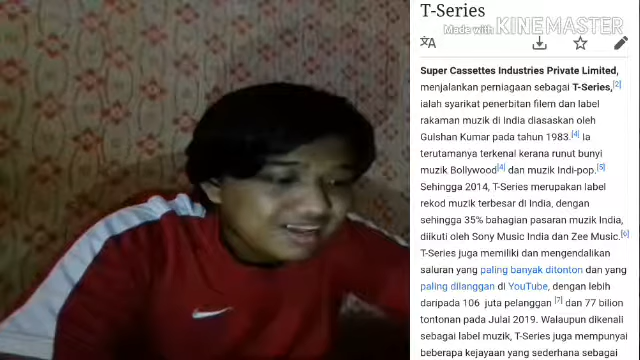 T-Series
Made with KINEMASTER
Super Cassettes Industries Private Limited,
menjalankan perniagaan sebagai T-Series,[2]
ialah syarikat penerbitan filem dan label
rakaman muzik di India diasaskan oleh
Gulshan Kumar pada tahun 1983.[4] Ia
terutamanya terkenal kerana runut bunyi
muzik Bollywood[4] dan muzik Indi-pop.[5]
Sehingga 2014, T-Series merupakan label
rekod muzik terbesar di India, dengan
sehingga 35% bahagian pasaran muzik India,
diikuti oleh Sony Music India dan Zee Music.[6]
T-Series juga memiliki dan mengendalikan
saluran yang paling banyak ditonton dan yang
paling dilanggan di YouTube, dengan lebih
daripada 106 juta pelanggan [7] dan 77 bilion
tontonan pada Julai 2019. Walaupun dikenali
sebagai label muzik, T-Series juga mempunyai
beberapa kejayaan yang sederhana sebagai